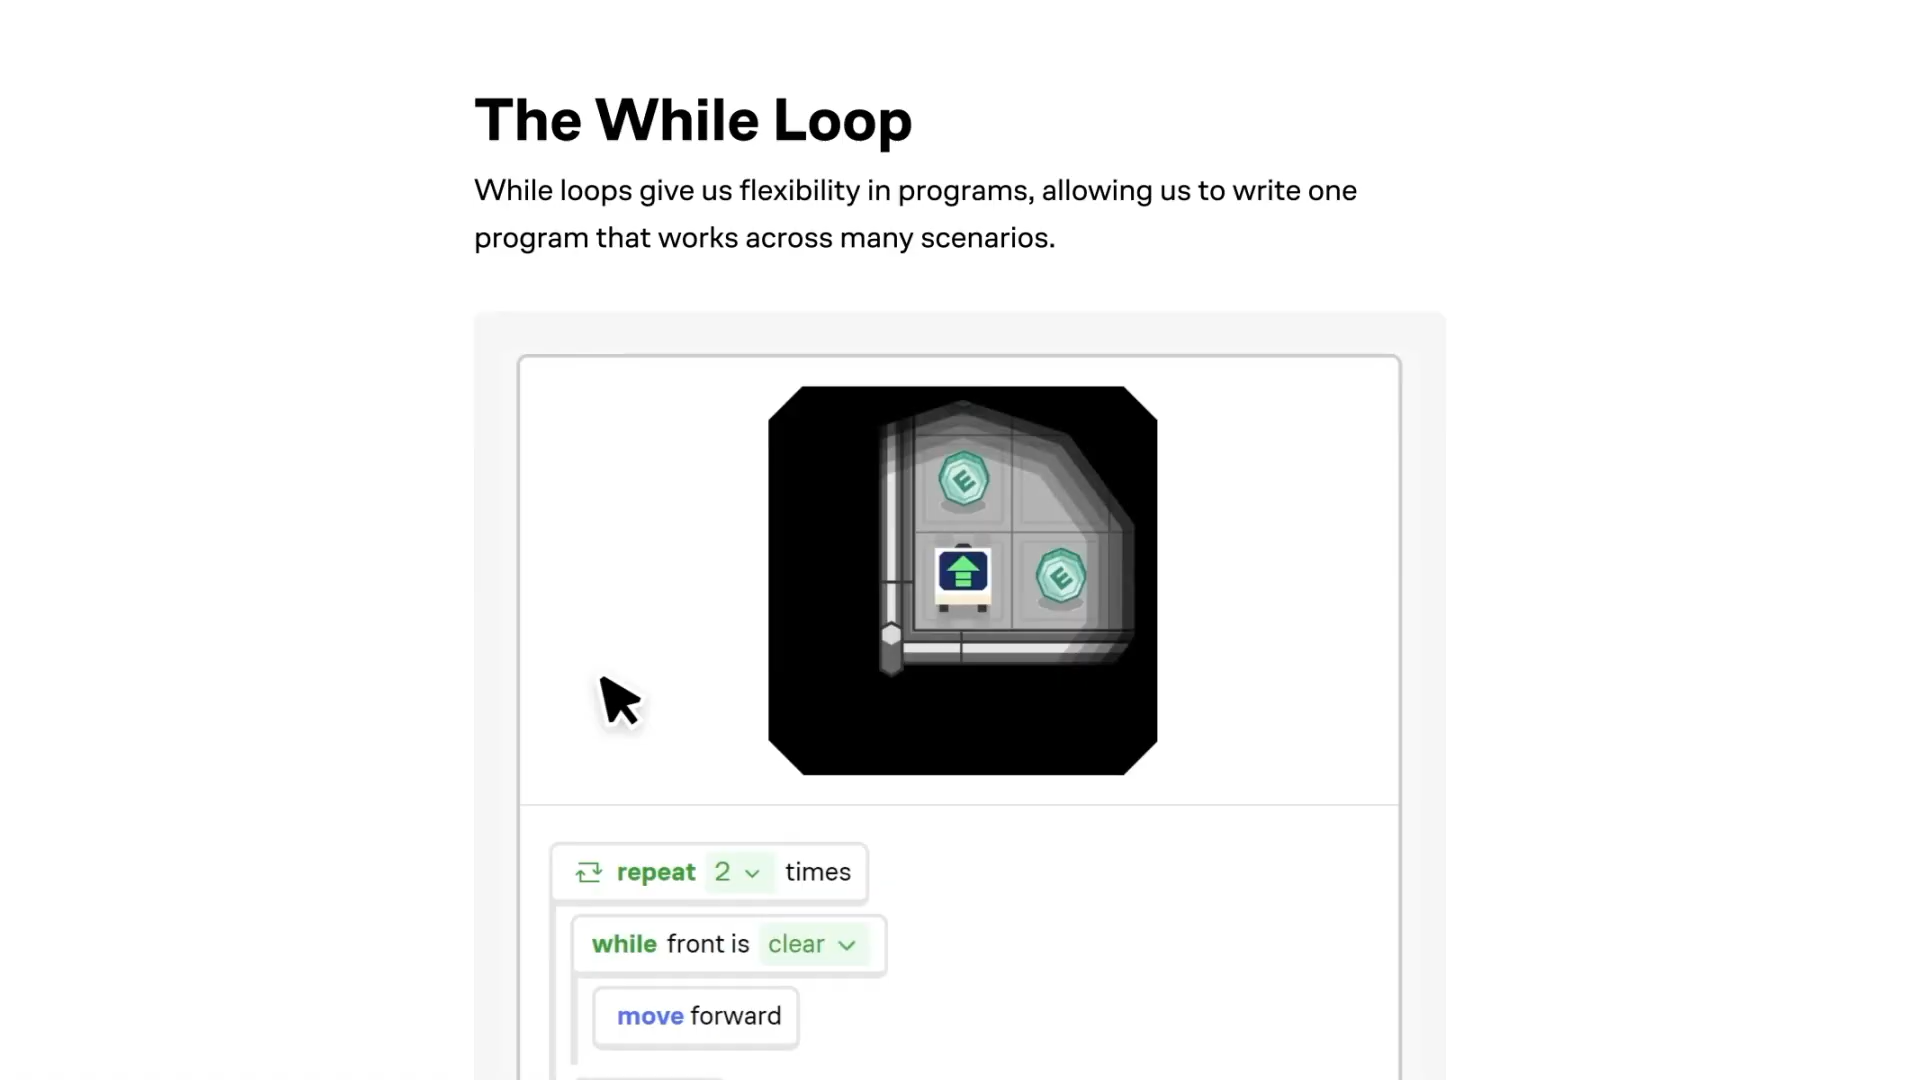 The While Loop
While loops give us flexibility in programs, allowing us to write one
program that works across many scenarios.
E
E
repeat 2 times
while front is clear
move forward